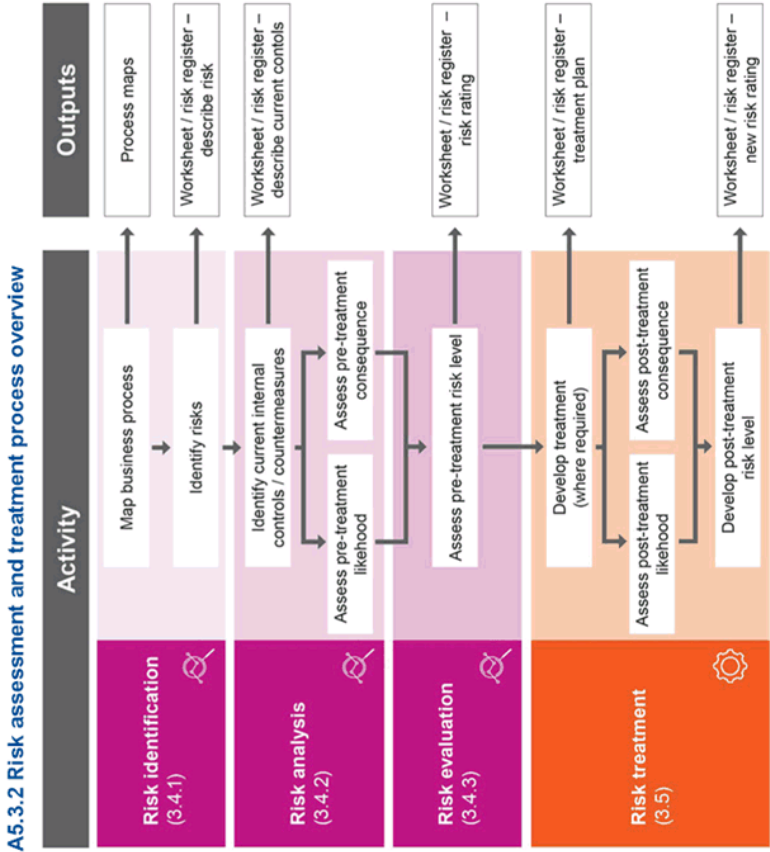 A5.3.2 Risk assessment and treatment process overview
Activity
Outputs
Risk identification
(3.4.1)
Map business process
Process maps
Identify risks
Worksheet / risk register –
describe risk
Risk analysis
(3.4.2)
Identify current internal
controls / countermeasures
Worksheet / risk register –
describe current contols
Assess pre-treatment
likehood
Assess pre-treatment
consequence
Risk evaluation
(3.4.3)
Assess pre-treatment risk level
Worksheet / risk register –
risk rating
Risk treatment
(3.5)
Develop treatment
(where required)
Worksheet / risk register –
treatment plan
Assess post-treatment
likehood
Assess post-treatment
consequence
Develop post-treatment
risk level
Worksheet / risk register –
new risk rating